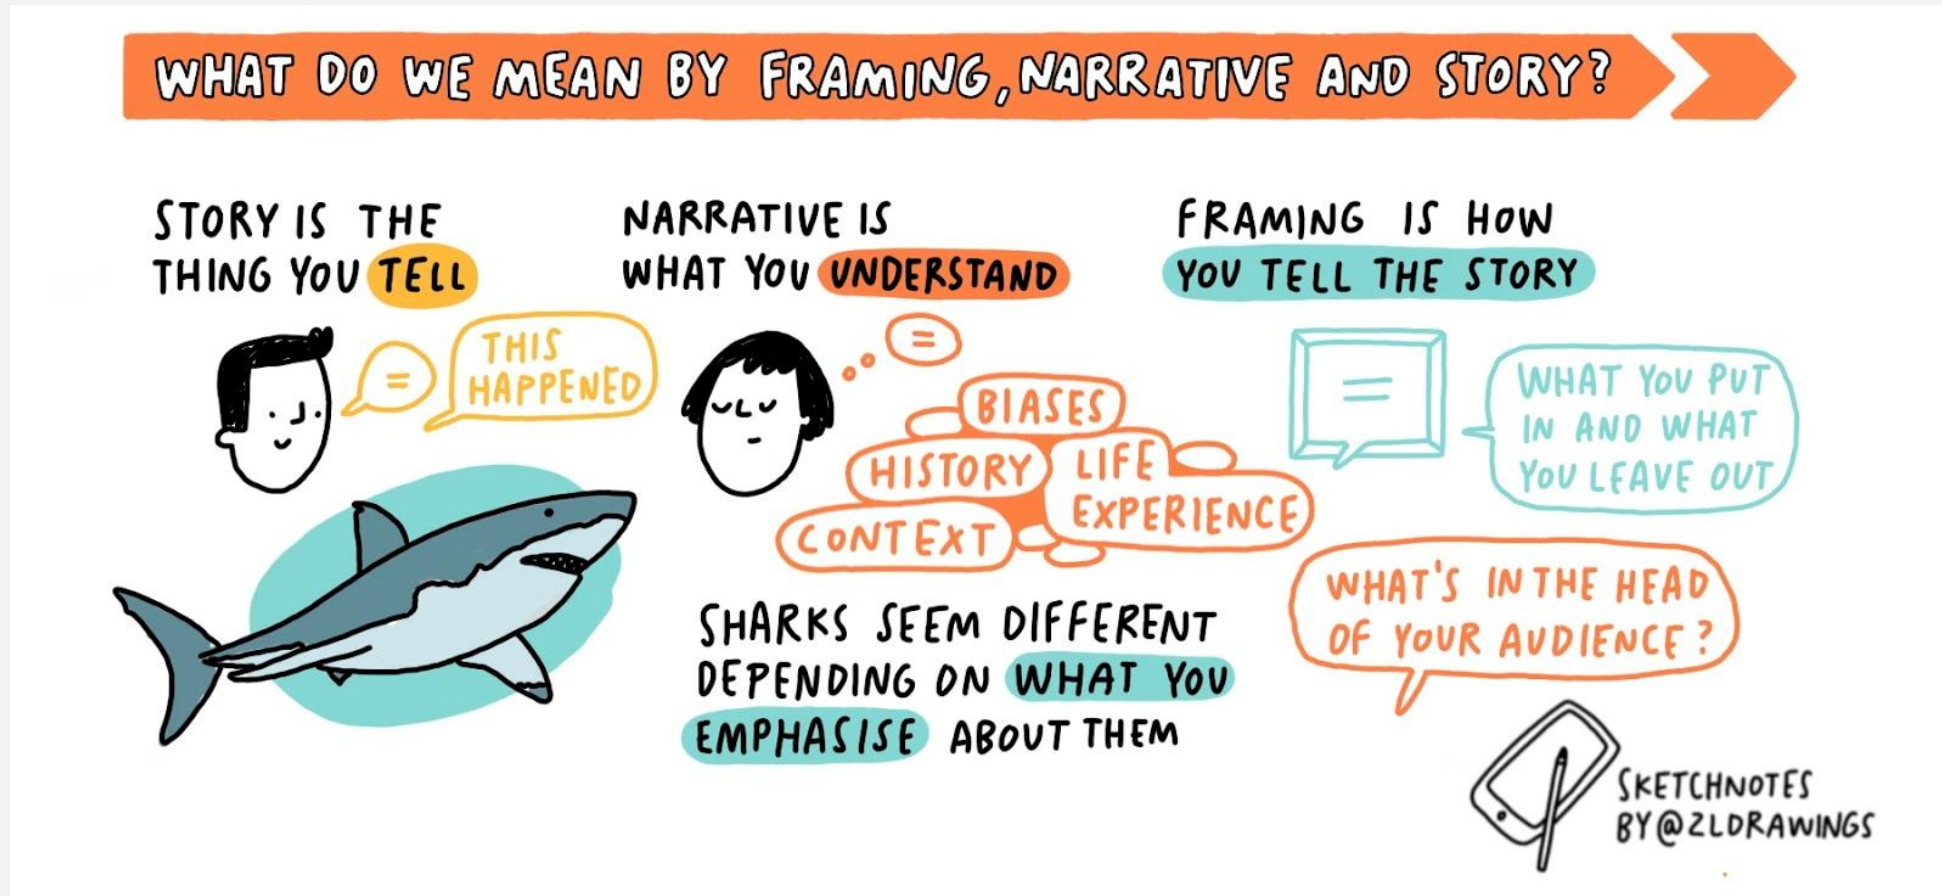 WHAT DO WE MEAN BY FRAMING, NARRATIVE AND STORY?
STORY IS THE
THING YOU TELL
=
THIS
HAPPENED
NARRATIVE IS
WHAT YOU UNDERSTAND
=
BIASES
HISTORY
LIFE
EXPERIENCE
CONTEXT
FRAMING IS HOW
YOU TELL THE STORY
=
WHAT YOU PUT
IN AND WHAT
YOU LEAVE OUT
SHARKS SEEM DIFFERENT
DEPENDING ON WHAT YOU
EMPHASISE ABOUT THEM
WHAT'S IN THE HEAD
OF YOUR AUDIENCE?
SKETCHNOTES
BY @ZLDRAWINGS